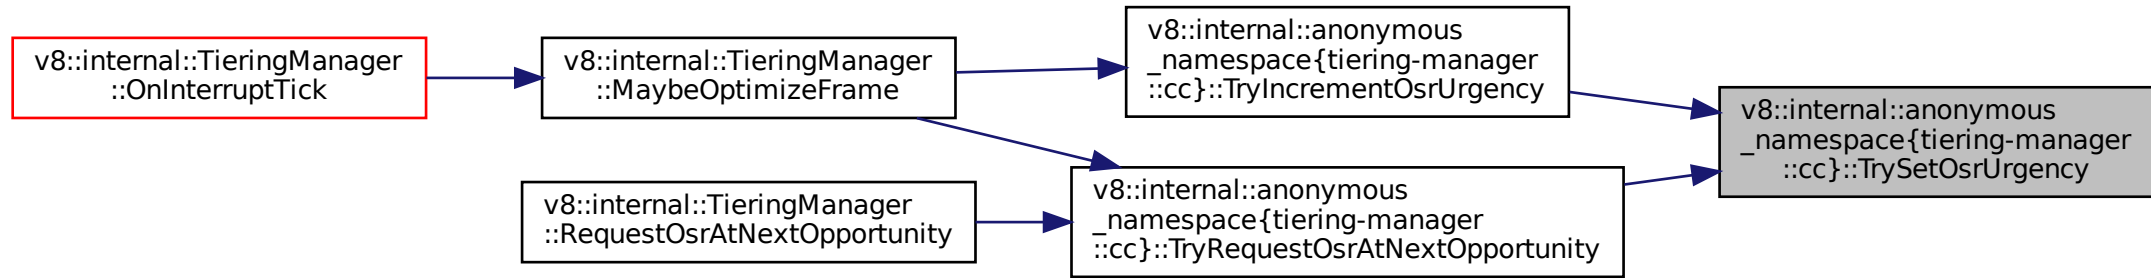 v8::internal::TieringManager
::OnInterruptTick
v8::internal::TieringManager
::MaybeOptimizeFrame
v8::internal::anonymous
_namespace{tiering-manager
::cc}::TryIncrementOsrUrgency
v8::internal::anonymous
_namespace{tiering-manager
::cc}::TrySetOsrUrgency
v8::internal::TieringManager
::RequestOsrAtNextOpportunity
v8::internal::anonymous
_namespace{tiering-manager
::cc}::TryRequestOsrAtNextOpportunity